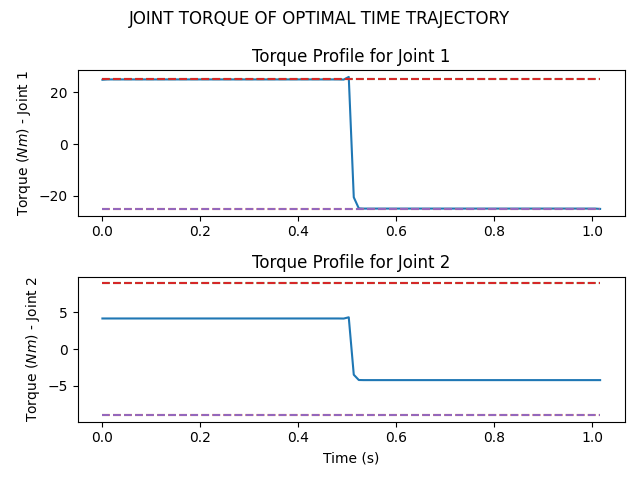 JOINT TORQUE OF OPTIMAL TIME TRAJECTORY
Torque Profile for Joint 1
Torque (Nm) - Joint 1
20
0
−20
0.0 0.2 0.4 0.6 0.8 1.0
Torque Profile for Joint 2
Torque (Nm) - Joint 2
5
0
−5
0.0 0.2 0.4 0.6 0.8 1.0
Time (s)